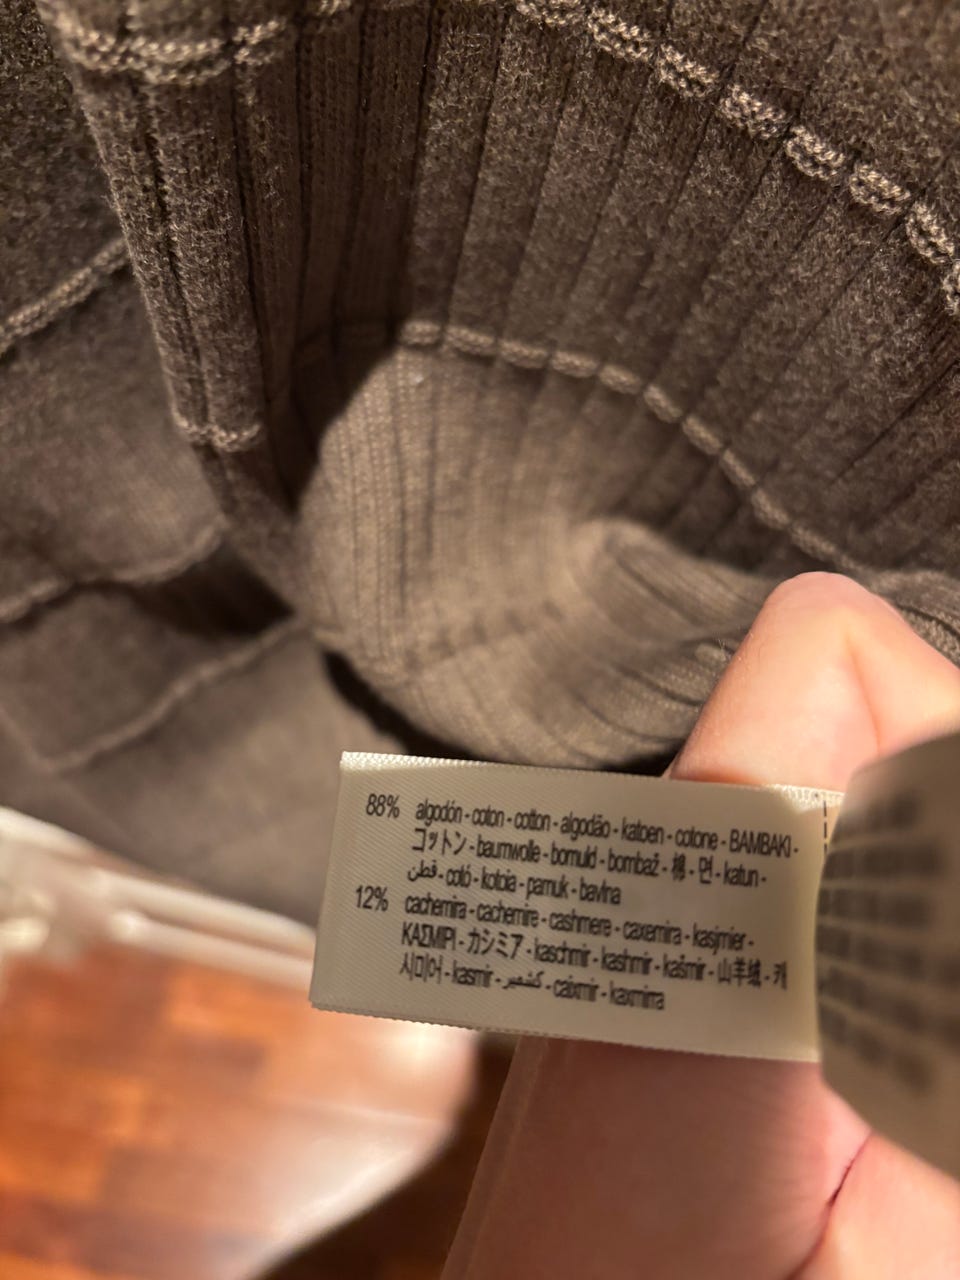 88% algodón - coton - cotton - algodão - katoen - cotone - BAMBAKI -
コットン - baumwolle - bomuld - bombaž - 棉 - 면 - katun -
قطن - cotó - kotoia - pamuk - bavlna
12% cachemira - cachemire - cashmere - caxemira - kasjmier -
ΚΑΣΜΙΡΙ - カシミア - kaschmir - kashmir - kašmir - 山羊绒 - 캐
시미어 - kasmir - كشمير - caixmir - kaxmirra